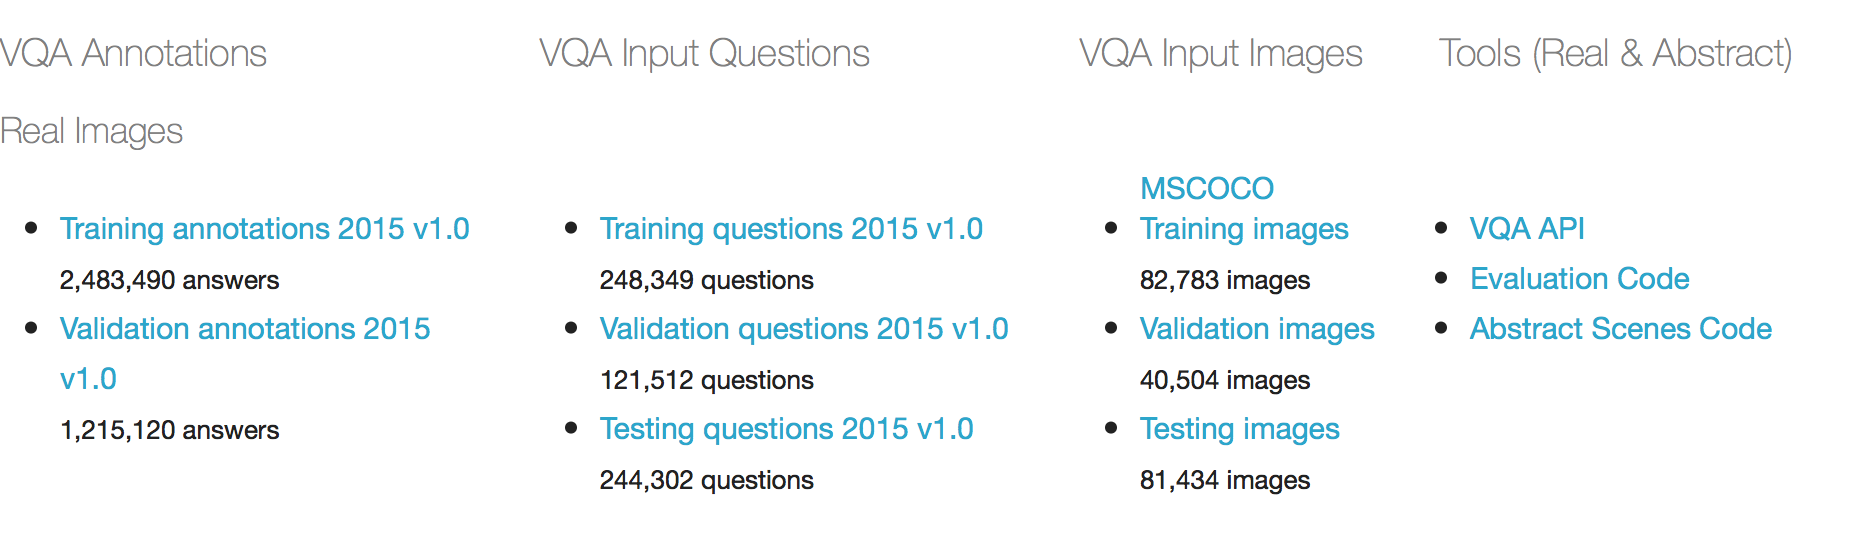 VQA Annotations
Real Images
Training annotations 2015 v1.0
2,483,490 answers
Validation annotations 2015
v1.0
1,215,120 answers
VQA Input Questions
Training questions 2015 v1.0
248,349 questions
Validation questions 2015 v1.0
121,512 questions
Testing questions 2015 v1.0
244,302 questions
VQA Input Images
MSCOCO
Training images
82,783 images
Validation images
40,504 images
Testing images
81,434 images
Tools (Real & Abstract)
VQA API
Evaluation Code
Abstract Scenes Code